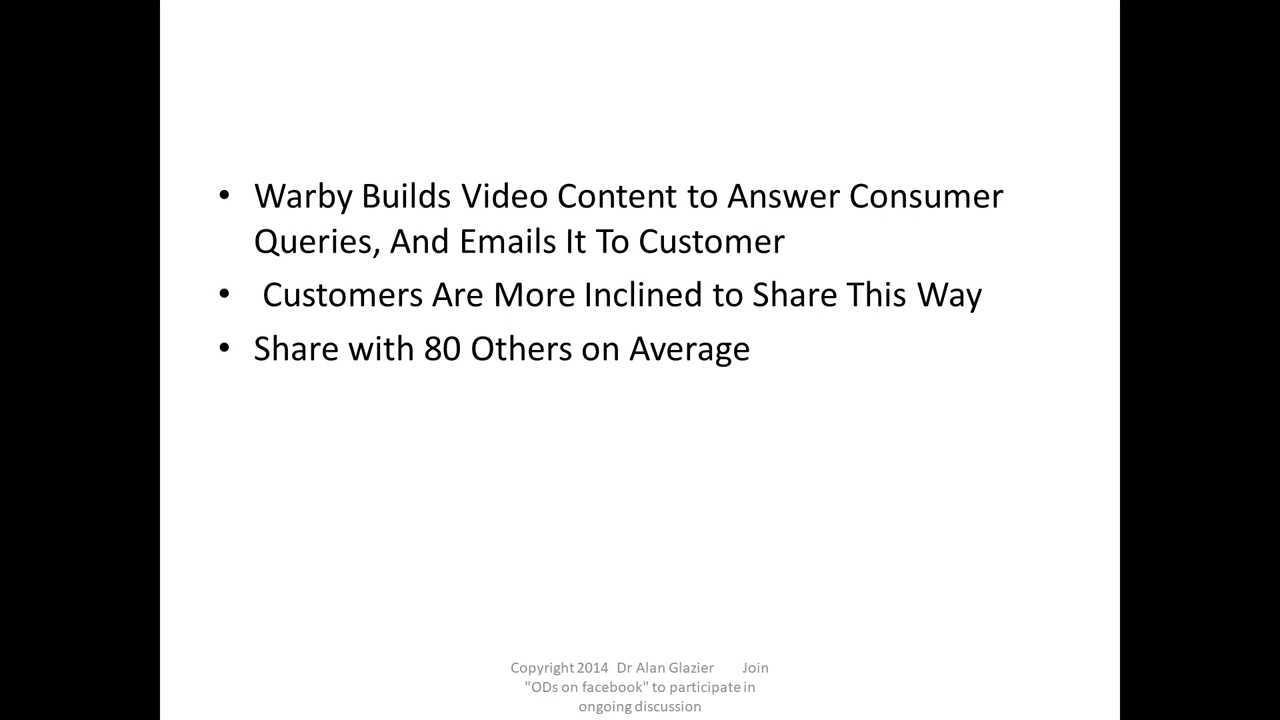 • Warby Builds Video Content to Answer Consumer
Queries, And Emails It To Customer
• Customers Are More Inclined to Share This Way
• Share with 80 Others on Average
Copyright 2014 Dr Alan Glazier Join
"ODs on facebook" to participate in
ongoing discussion